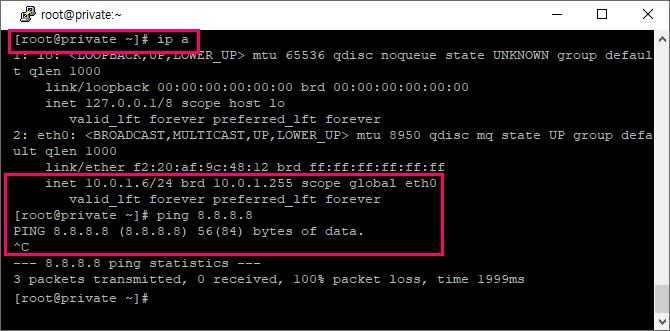 root@private:~
[root@private ~]# ip a
1: lo: <LOOPBACK,UP,LOWER_UP> mtu 65536 qdisc noqueue state UNKNOWN group defaul
t qlen 1000
link/loopback 00:00:00:00:00:00 brd 00:00:00:00:00:00
inet 127.0.0.1/8 scope host lo
valid_lft forever preferred_lft forever
2: eth0: <BROADCAST,MULTICAST,UP,LOWER_UP> mtu 8950 qdisc mq state UP group defa
ult qlen 1000
link/ether f2:20:af:9c:48:12 brd ff:ff:ff:ff:ff:ff
inet 10.0.1.6/24 brd 10.0.1.255 scope global eth0
valid_lft forever preferred_lft forever
[root@private ~]# ping 8.8.8.8
PING 8.8.8.8 (8.8.8.8) 56(84) bytes of data.
^C
--- 8.8.8.8 ping statistics ---
3 packets transmitted, 0 received, 100% packet loss, time 1999ms
[root@private ~]#